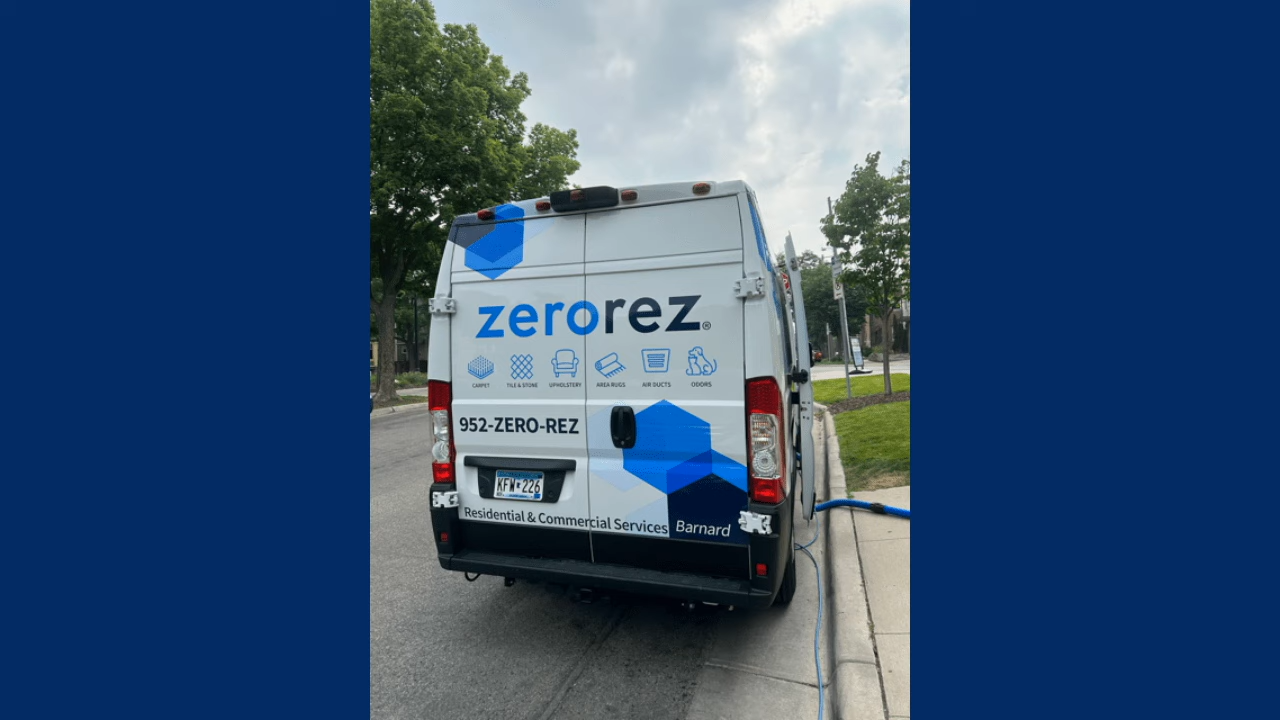 zerorez®
CARPET TILE & STONE UPHOLSTERY AREA RUGS AIR DUCTS ODORS
952-ZERO-REZ
KFW★226
Residential & Commercial Services Barnard